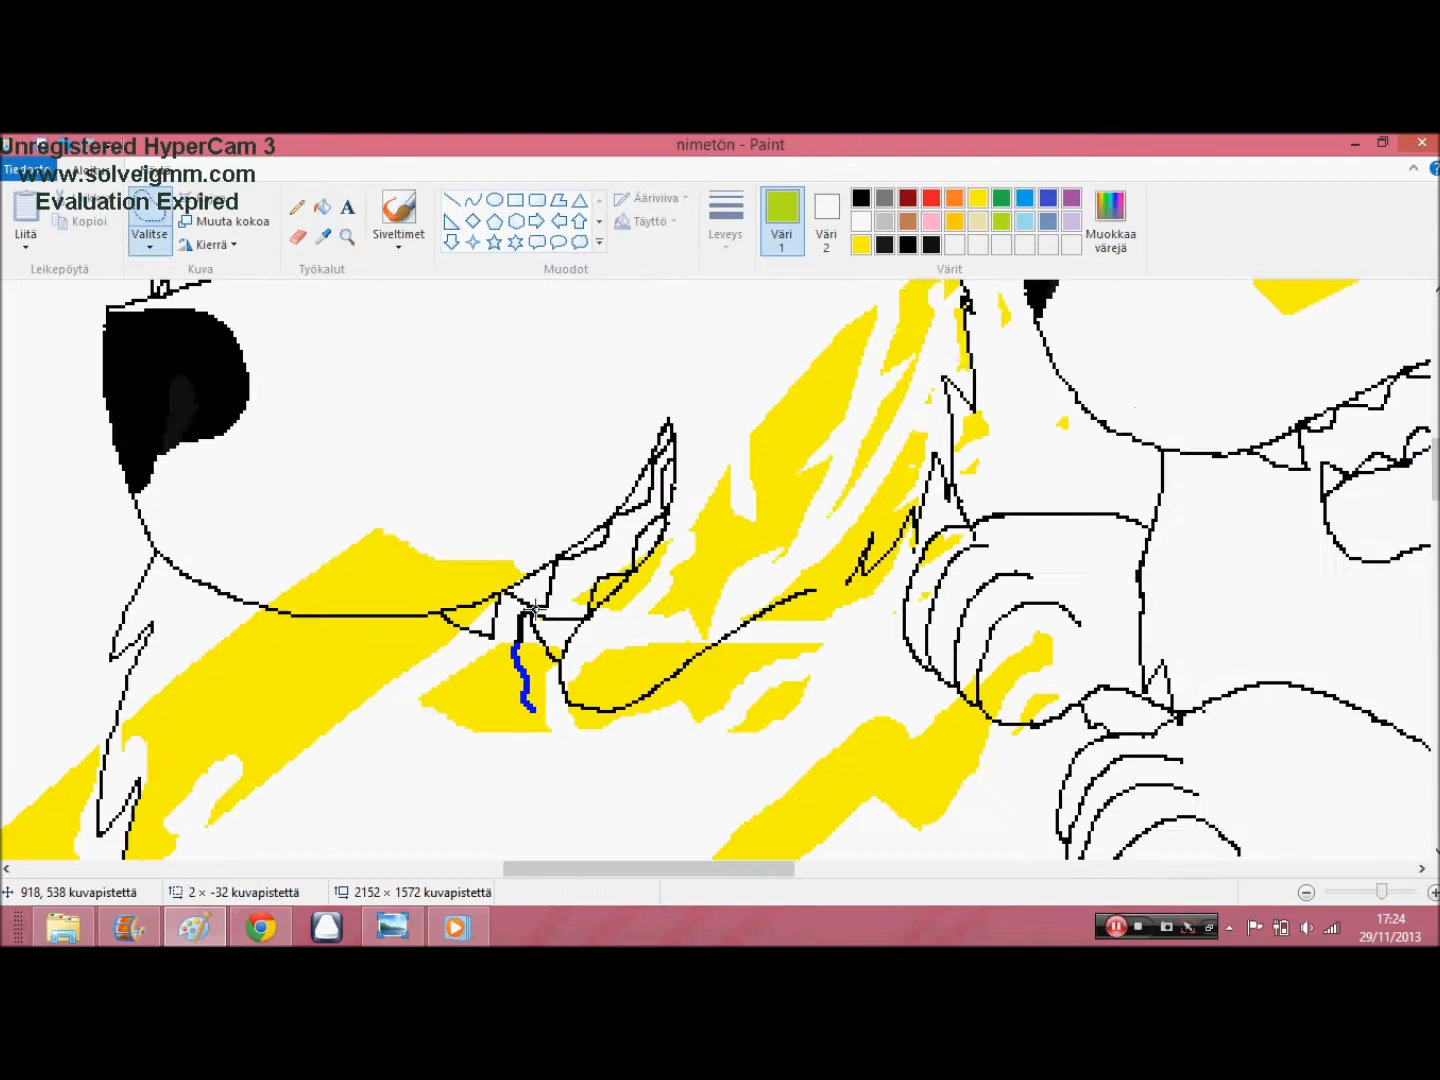 Unregistered HyperCam 3
nimetön - Paint
www.solveigmm.com
Evaluation Expired
Liitä
Kopioi
Valitse
Muuta kokoa
Kierrä
A
Siveltimet
Ääriviiva
Täyttö
Leveys
Väri 1
Väri 2
Muokkaa värejä
Leikepöytä
Kuva
Työkalut
Muodot
Värit
918, 538 kuvapistettä
2 × -32 kuvapistettä
2152 × 1572 kuvapistettä
17:24
29/11/2013